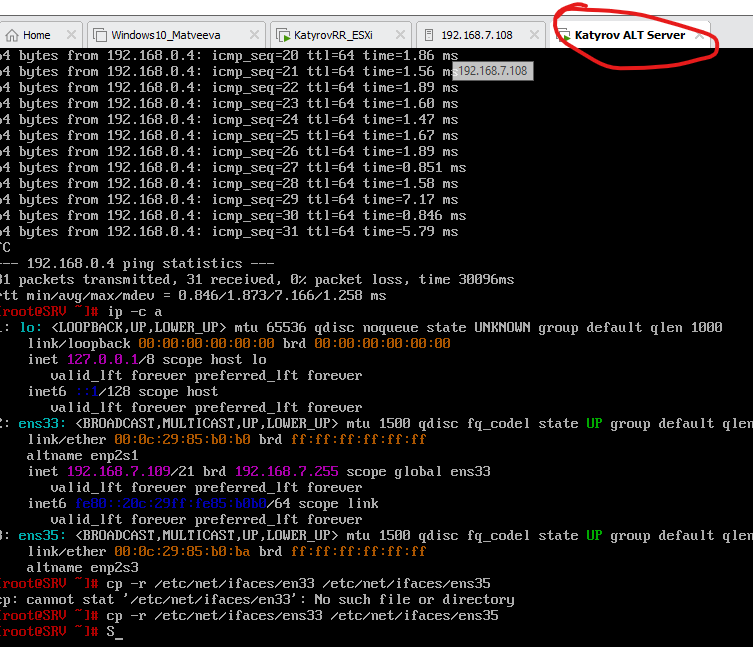 Home
Windows10_Matveeva
KatyrovRR_ESXi
192.168.7.108
Katyrov ALT Server
64 bytes from 192.168.0.4: icmp_seq=20 ttl=64 time=1.86 ms
64 bytes from 192.168.0.4: icmp_seq=21 ttl=64 time=1.56 ms
192.168.7.108
64 bytes from 192.168.0.4: icmp_seq=22 ttl=64 time=1.89 ms
64 bytes from 192.168.0.4: icmp_seq=23 ttl=64 time=1.60 ms
64 bytes from 192.168.0.4: icmp_seq=24 ttl=64 time=1.47 ms
64 bytes from 192.168.0.4: icmp_seq=25 ttl=64 time=1.67 ms
64 bytes from 192.168.0.4: icmp_seq=26 ttl=64 time=1.89 ms
64 bytes from 192.168.0.4: icmp_seq=27 ttl=64 time=0.851 ms
64 bytes from 192.168.0.4: icmp_seq=28 ttl=64 time=1.58 ms
64 bytes from 192.168.0.4: icmp_seq=29 ttl=64 time=7.17 ms
64 bytes from 192.168.0.4: icmp_seq=30 ttl=64 time=0.846 ms
64 bytes from 192.168.0.4: icmp_seq=31 ttl=64 time=5.79 ms
^C
--- 192.168.0.4 ping statistics ---
31 packets transmitted, 31 received, 0% packet loss, time 30096ms
rtt min/avg/max/mdev = 0.846/1.873/7.166/1.258 ms
[root@SRV ~]# ip -c a
1: lo: <LOOPBACK,UP,LOWER_UP> mtu 65536 qdisc noqueue state UNKNOWN group default qlen 1000
link/loopback 00:00:00:00:00:00 brd 00:00:00:00:00:00
inet 127.0.0.1/8 scope host lo
valid_lft forever preferred_lft forever
inet6 ::1/128 scope host
valid_lft forever preferred_lft forever
2: ens33: <BROADCAST,MULTICAST,UP,LOWER_UP> mtu 1500 qdisc fq_codel state UP group default qlen
link/ether 00:0c:29:85:b0:b0 brd ff:ff:ff:ff:ff:ff
altname enp2s1
inet 192.168.7.109/21 brd 192.168.7.255 scope global ens33
valid_lft forever preferred_lft forever
inet6 fe80::20c:29ff:fe85:b0b0/64 scope link
valid_lft forever preferred_lft forever
3: ens35: <BROADCAST,MULTICAST,UP,LOWER_UP> mtu 1500 qdisc fq_codel state UP group default qlen
link/ether 00:0c:29:85:b0:ba brd ff:ff:ff:ff:ff:ff
altname enp2s3
[root@SRV ~]# cp -r /etc/net/ifaces/en33 /etc/net/ifaces/ens35
cp: cannot stat '/etc/net/ifaces/en33': No such file or directory
[root@SRV ~]# cp -r /etc/net/ifaces/ens33 /etc/net/ifaces/ens35
[root@SRV ~]# S_